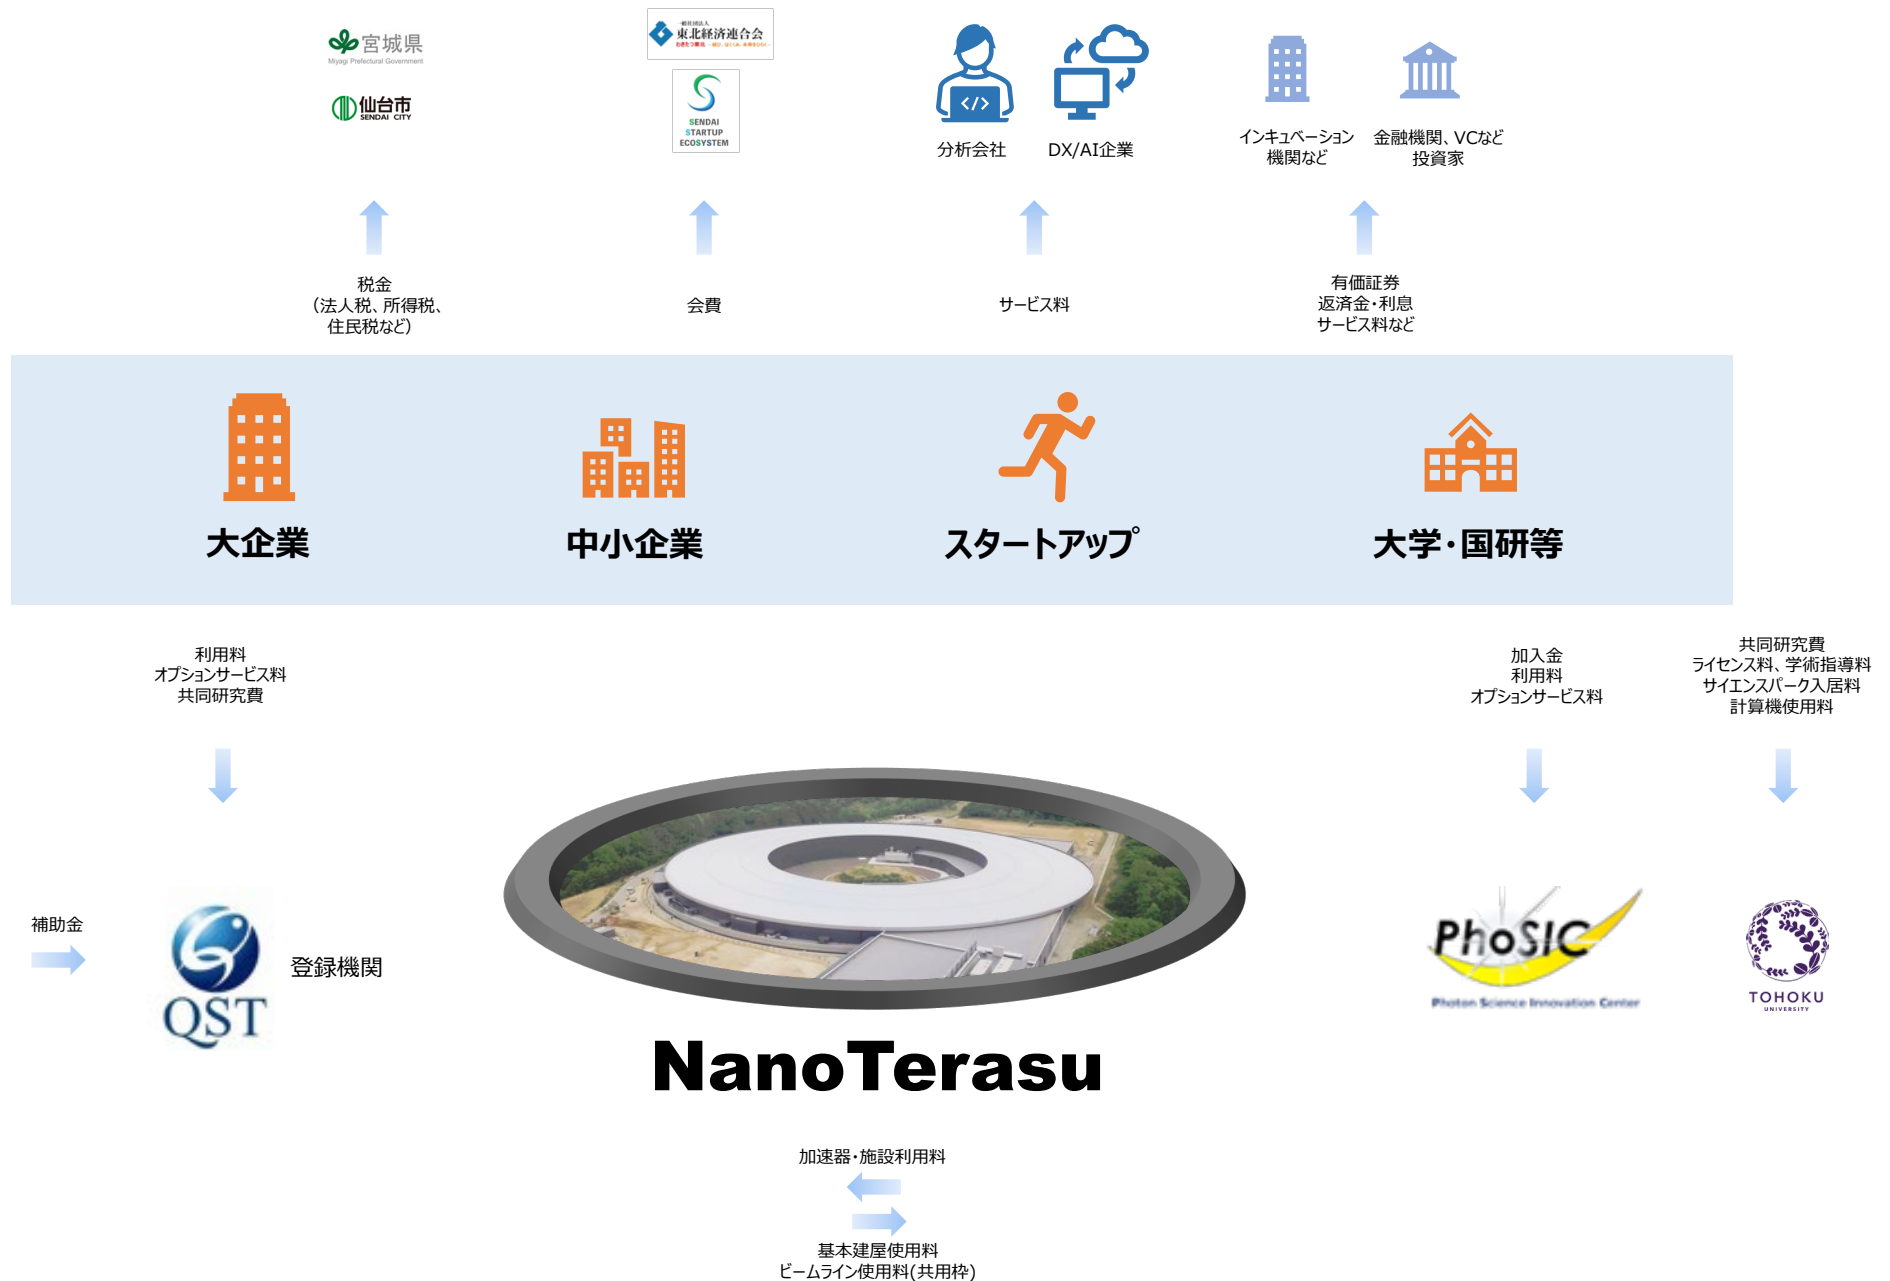 宮城県
Miyagi Prefectural Government
仙台市
SENDAI CITY
一般社団法人
東北経済連合会
SENDAI
STARTUP
ECOSYSTEM
</>
分析会社
DX/AI企業
インキュベーション
機関など
金融機関、VCなど
投資家
税金
（法人税、所得税、
住民税など）
会費
サービス料
有価証券
返済金・利息
サービス料など
大企業
中小企業
スタートアップ
大学・国研等
利用料
オプションサービス料
共同研究費
加入金
利用料
オプションサービス料
共同研究費
ライセンス料、学術指導料
サイエンスパーク入居料
計算機使用料
補助金
QST
登録機関
PhoSIC
Photon Science Innovation Center
TOHOKU
UNIVERSITY
NanoTerasu
加速器・施設利用料
基本建屋使用料
ビームライン使用料(共用枠)